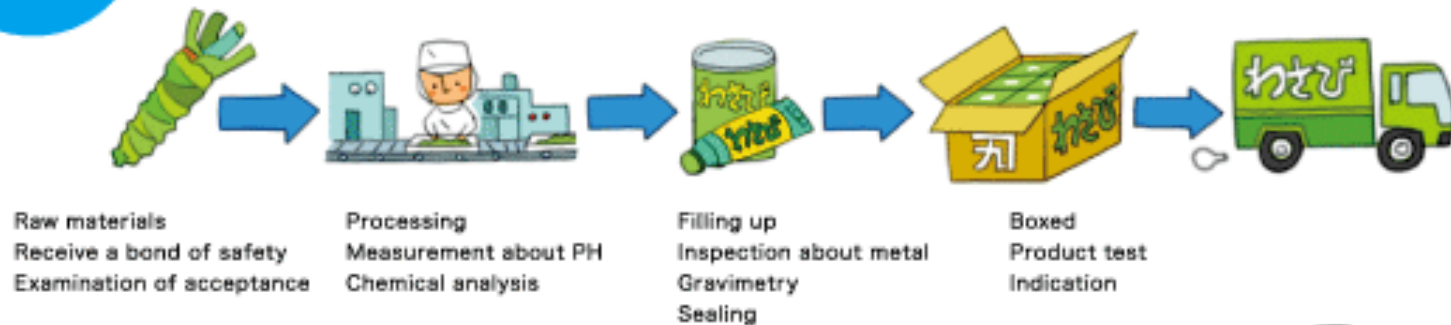 わさび
わさび
わさび
わさび
Raw materials
Receive a bond of safety
Examination of acceptance
Processing
Measurement about PH
Chemical analysis
Filling up
Inspection about metal
Gravimetry
Sealing
Boxed
Product test
Indication